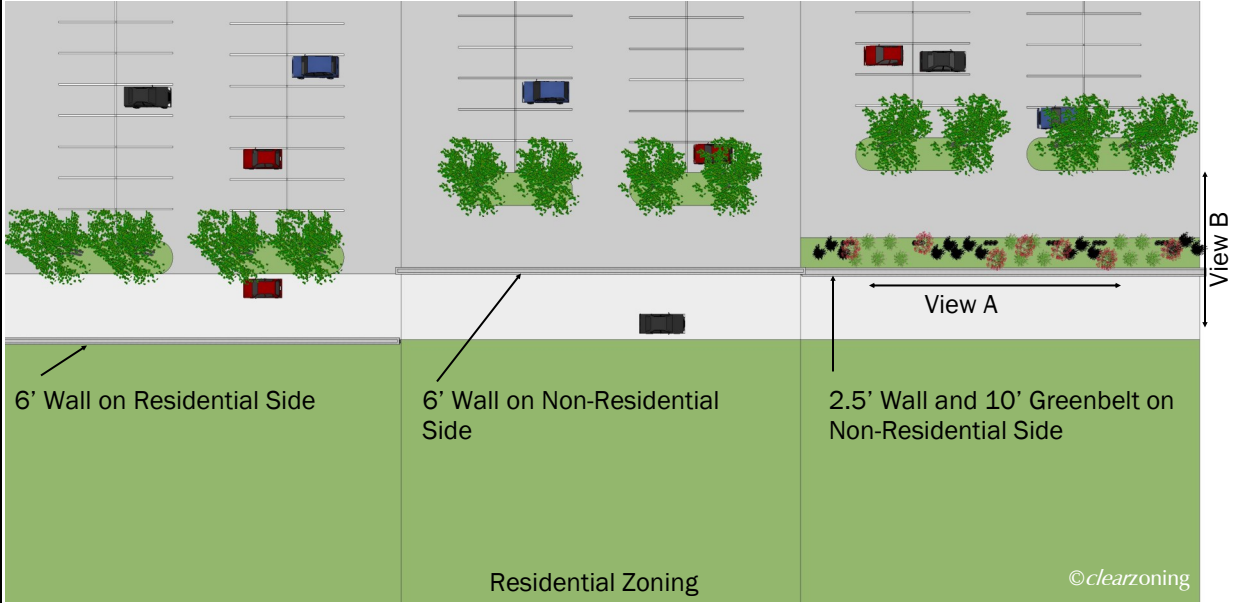 View B
View A
6’ Wall on Residential Side
6’ Wall on Non-Residential
Side
2.5’ Wall and 10’ Greenbelt on
Non-Residential Side
Residential Zoning
©clearzoning